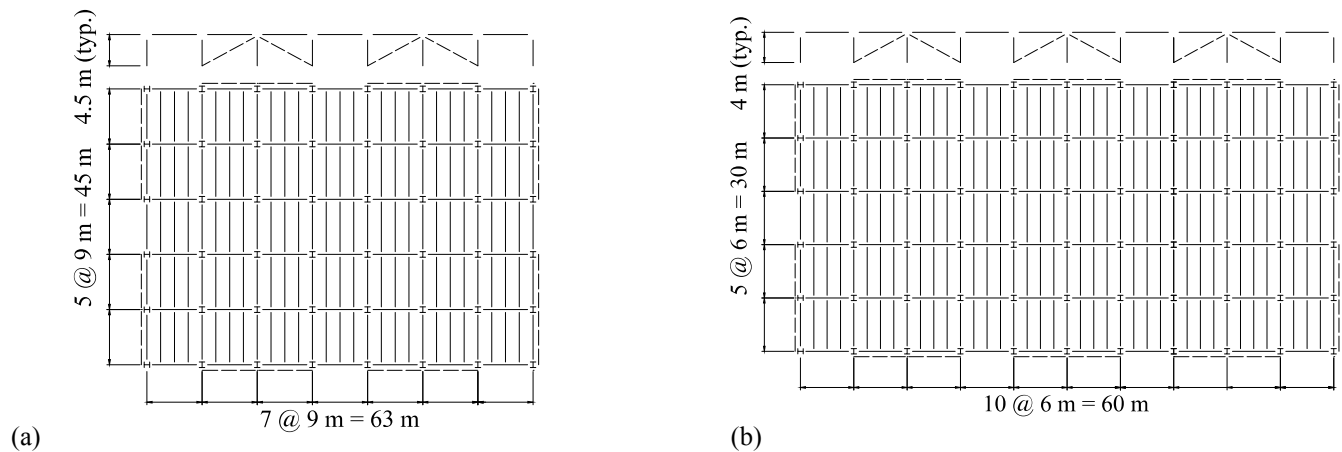 4.5 m (typ.)
5 @ 9 m = 45 m
7 @ 9 m = 63 m
(a)
4 m (typ.)
5 @ 6 m = 30 m
10 @ 6 m = 60 m
(b)